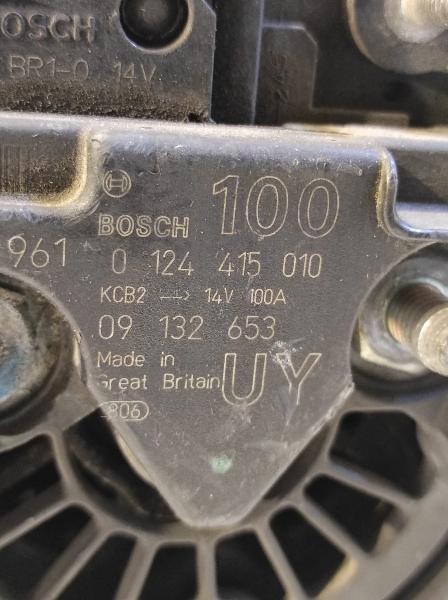 BOSCH
BR1-0 14V
100
BOSCH
961 0 124 415 010
KCB2 --> 14V 100A
09 132 653
Made in
Great Britain
UY
806